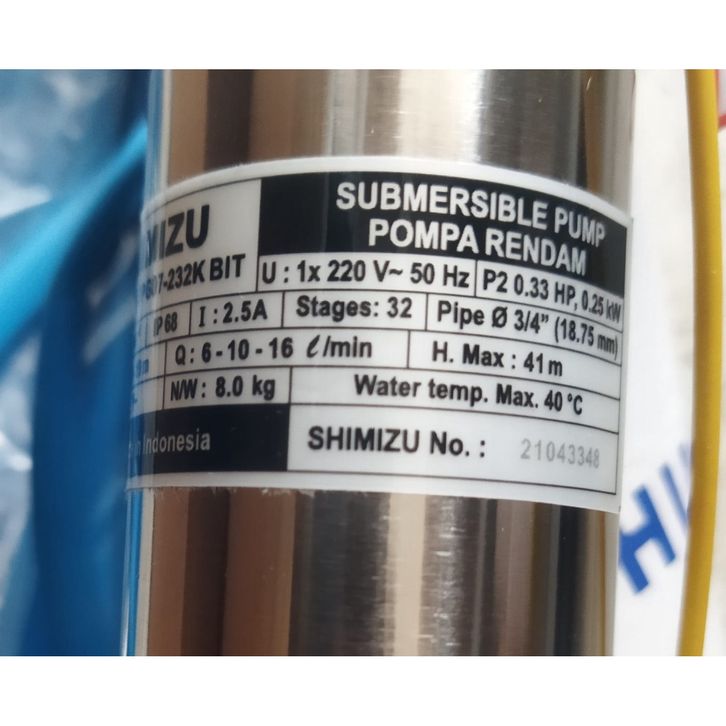 SUBMERSIBLE PUMP
POMPA RENDAM
MIZU
232K BIT
U : 1x 220 V~ 50 Hz
P2 0.33 HP, 0.25 kW
IP 68
I : 2.5A
Stages: 32
Pipe Ø 3/4" (18.75 mm)
Q : 6 - 10 - 16 ℓ/min
H. Max : 41 m
N/W : 8.0 kg
Water temp. Max. 40 °C
Indonesia
SHIMIZU No. : 21043348